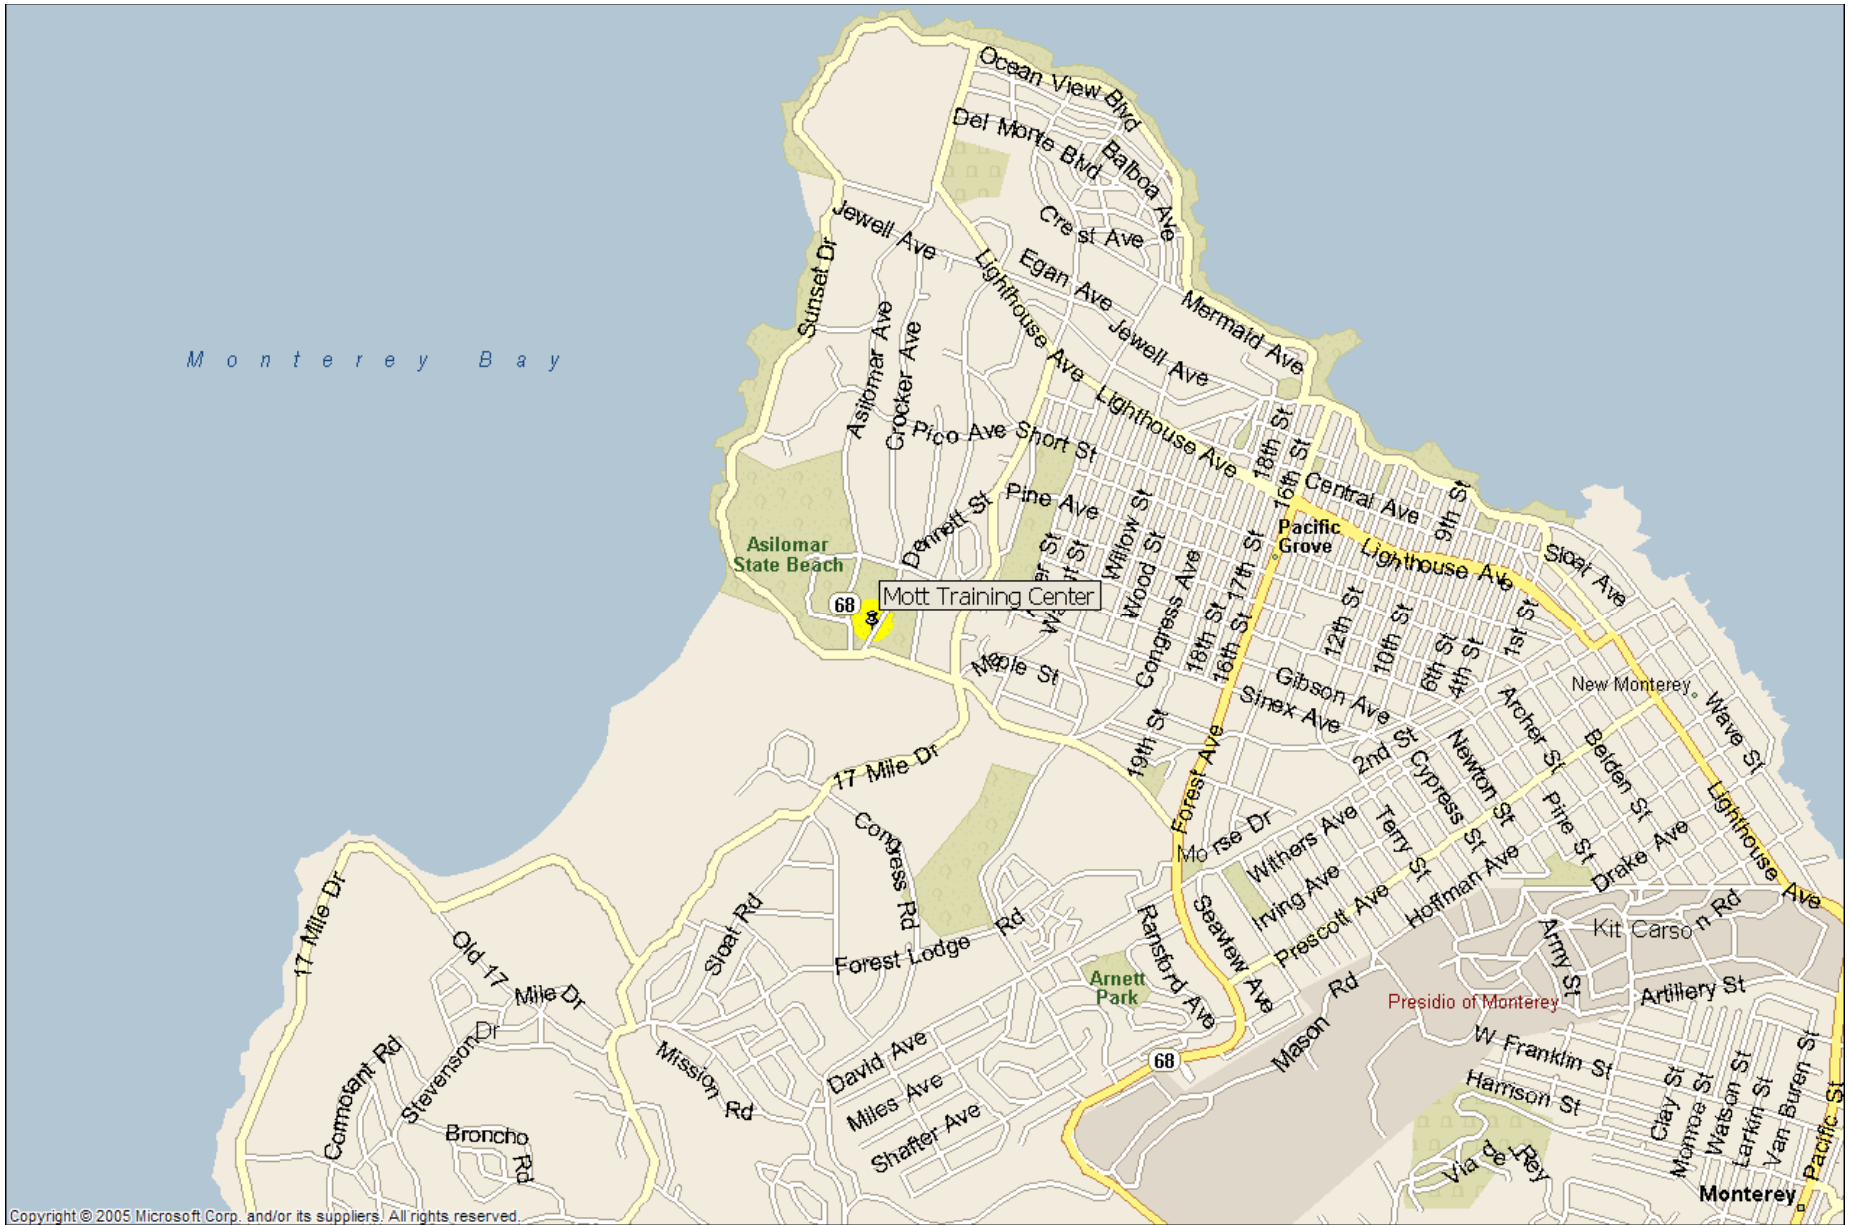 Ocean View Blvd
Del Monte Blvd
Balboa Ave
Crest Ave
Jewell Ave
Egan Ave
Sunset Dr
Lighthouse Ave
Mermaid Ave
Jewell Ave
Monterey Bay
Asilomar Ave
Crocker Ave
Lighthouse Ave
Pico Ave
Short St
18th St
16th St
Central Ave
9th St
Pine Ave
Dennett St
Willow St
Pacific
Grove
Asilomar
State Beach
Wood St
Congress Ave
17th St
Lighthouse Ave
Sloat Ave
68
Mott Training Center
18th St
16th St
12th St
10th St
6th St
4th St
1st St
Maple St
Gibson Ave
Sinex Ave
New Monterey
Wave St
Archer St
Belden St
19th St
2nd St
Newton St
Cypress St
17 Mile Dr
Forest Ave
Pine St
Lighthouse Ave
Congress Rd
Morse Dr
Withers Ave
Terry St
Drake Ave
17 Mile Dr
Sloat Rd
Irving Ave
Hoffman Ave
Prescott Ave
Seaview Ave
Ransford Ave
Kit Carson Rd
Army St
Old 17 Mile Dr
Forest Lodge Rd
Arnett
Park
Mason Rd
Presidio of Monterey
Artillery St
Stevenson Dr
Cormorant Rd
Mission Rd
David Ave
68
W Franklin St
Miles Ave
Harrison St
Shafter Ave
Clay St
Monroe St
Watson St
Larkin St
Van Buren St
Pacific St
Broncho Rd
Via del Rey
Monterey
Copyright © 2005 Microsoft Corp. and/or its suppliers. All rights reserved.